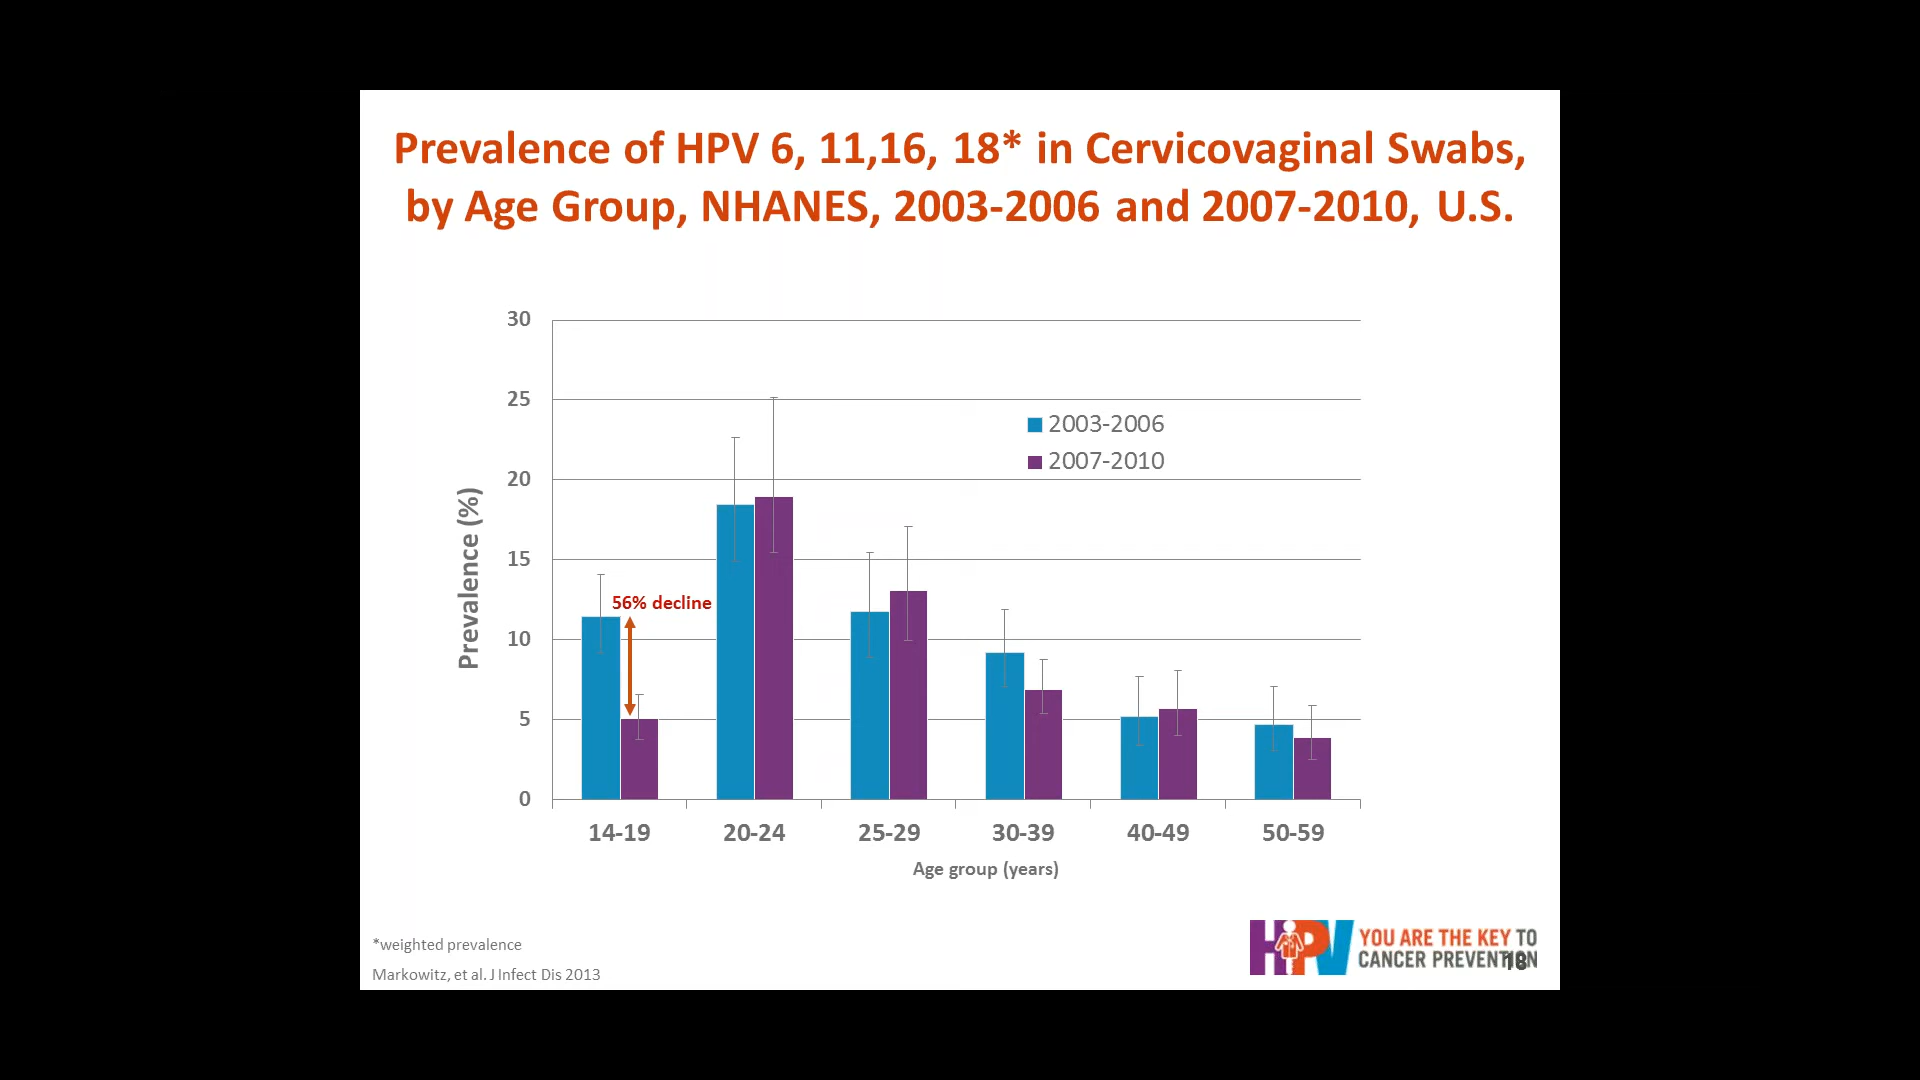 Prevalence of HPV 6, 11,16, 18* in Cervicovaginal Swabs,
by Age Group, NHANES, 2003-2006 and 2007-2010, U.S.
30
25
20
15
10
5
0
Prevalence (%)
2003-2006
2007-2010
56% decline
14-19
20-24
25-29
30-39
40-49
50-59
Age group (years)
*weighted prevalence
Markowitz, et al. J Infect Dis 2013
HPV
YOU ARE THE KEY TO
CANCER PREVENTION
18